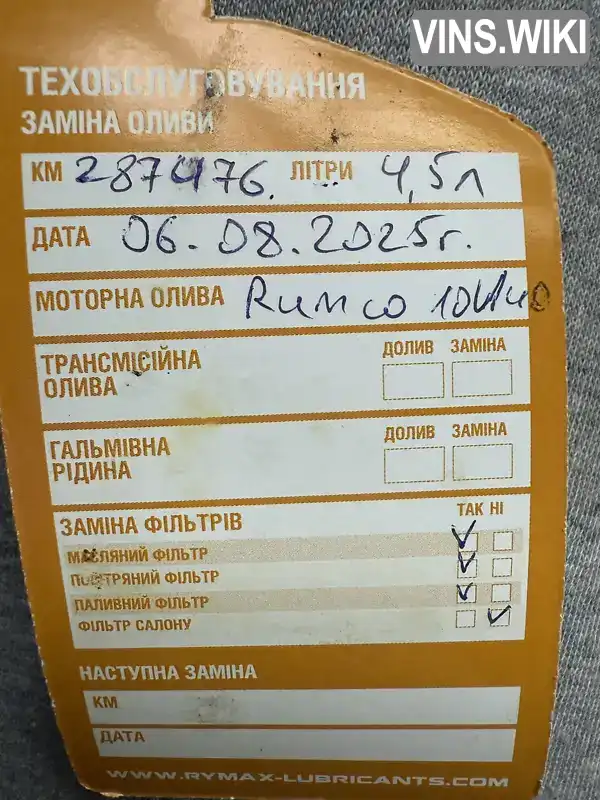 VINS.WIKI
ТЕХОБСЛУГОВУВАННЯ
ЗАМІНА ОЛИВИ
КМ 287476. ЛІТРИ 4,5л
ДАТА 06.08.2025г.
МОТОРНА ОЛИВА 10W40
ДОЛИВ ЗАМІНА
ТРАНСМІСІЙНА
ОЛИВА
ДОЛИВ ЗАМІНА
ГАЛЬМІВНА
РІДИНА
ЗАМІНА ФІЛЬТРІВ ТАК НІ
МАСЛЯНИЙ ФІЛЬТР
ПОВІТРЯНИЙ ФІЛЬТР
ПАЛИВНИЙ ФІЛЬТР
ФІЛЬТР САЛОНУ
НАСТУПНА ЗАМІНА
КМ
ДАТА
WWW.RYMAX-LUBRICANTS.COM